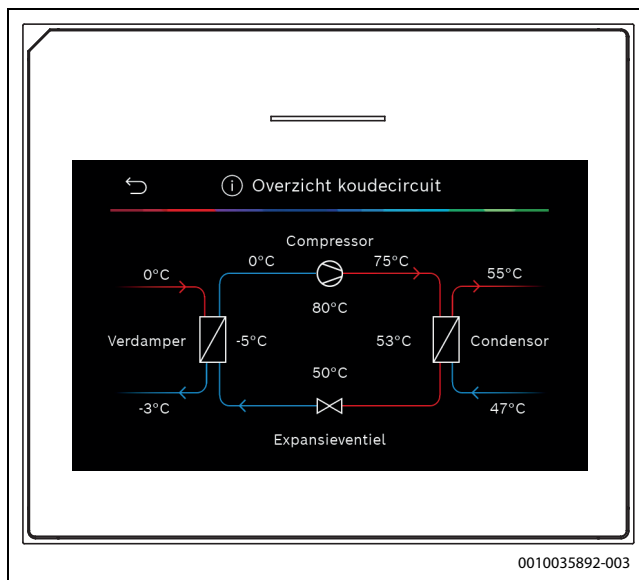 Overzicht koudecircuit
Compressor
0°C 0°C 75°C 55°C
80°C
Verdamper -5°C 53°C Condensor
50°C
-3°C 47°C
Expansieventiel
0010035892-003